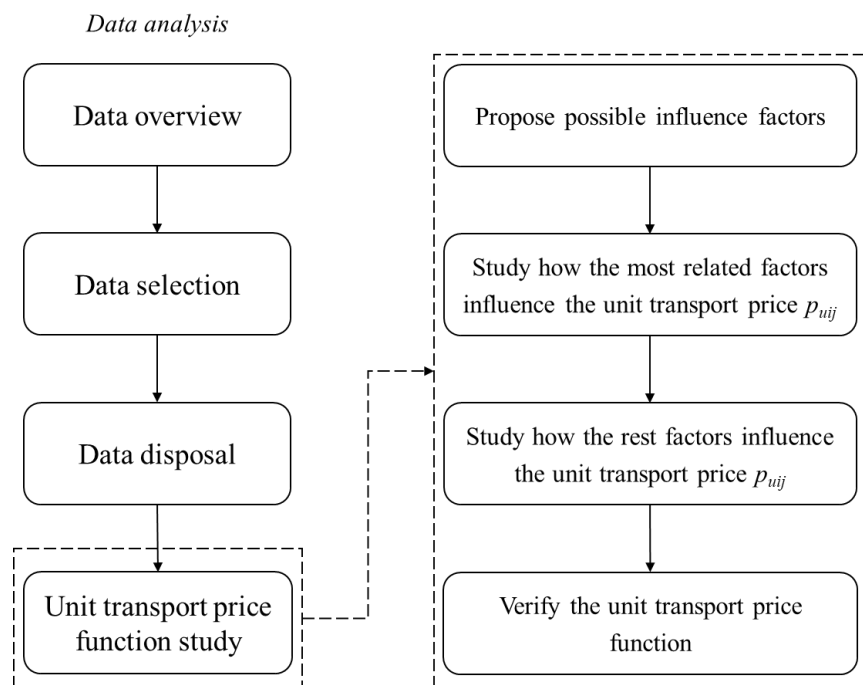 Data analysis
Data overview
Data selection
Data disposal
Unit transport price
function study
Propose possible influence factors
Study how the most related factors
influence the unit transport price p_uij
Study how the rest factors influence
the unit transport price p_uij
Verify the unit transport price
function